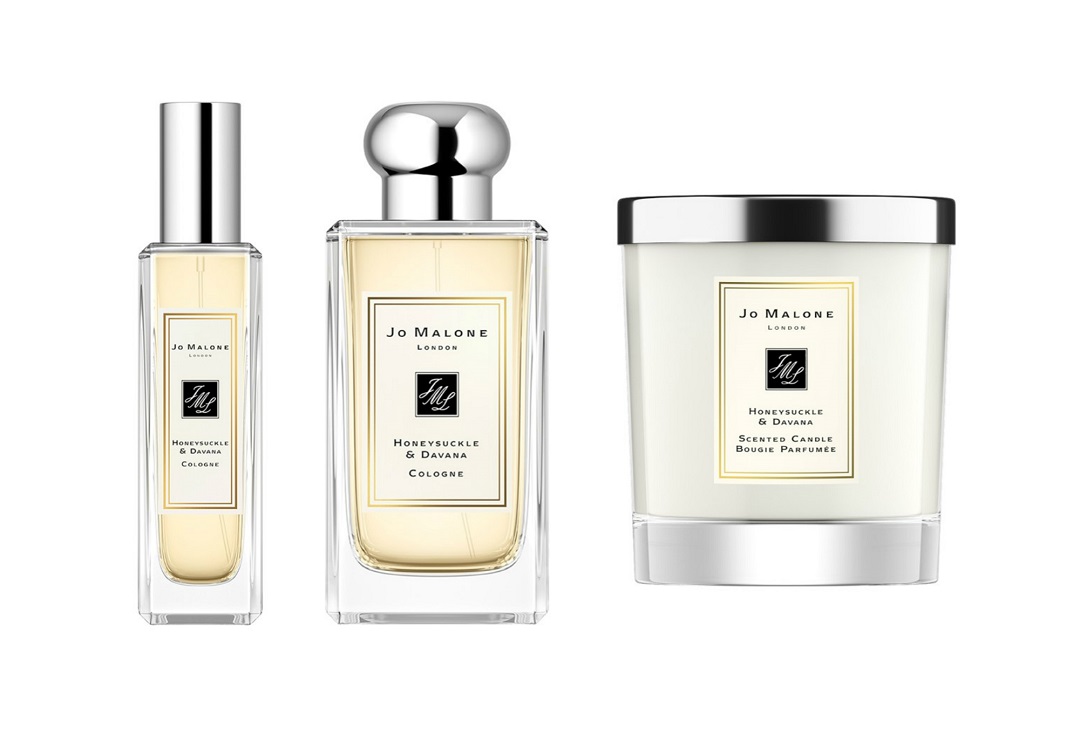 Jo Malone
London
JML
Honeysuckle
& Davana
Cologne
Jo Malone
London
JML
Honeysuckle
& Davana
Cologne
Jo Malone
London
JML
Honeysuckle
& Davana
Scented Candle
Bougie Parfumée